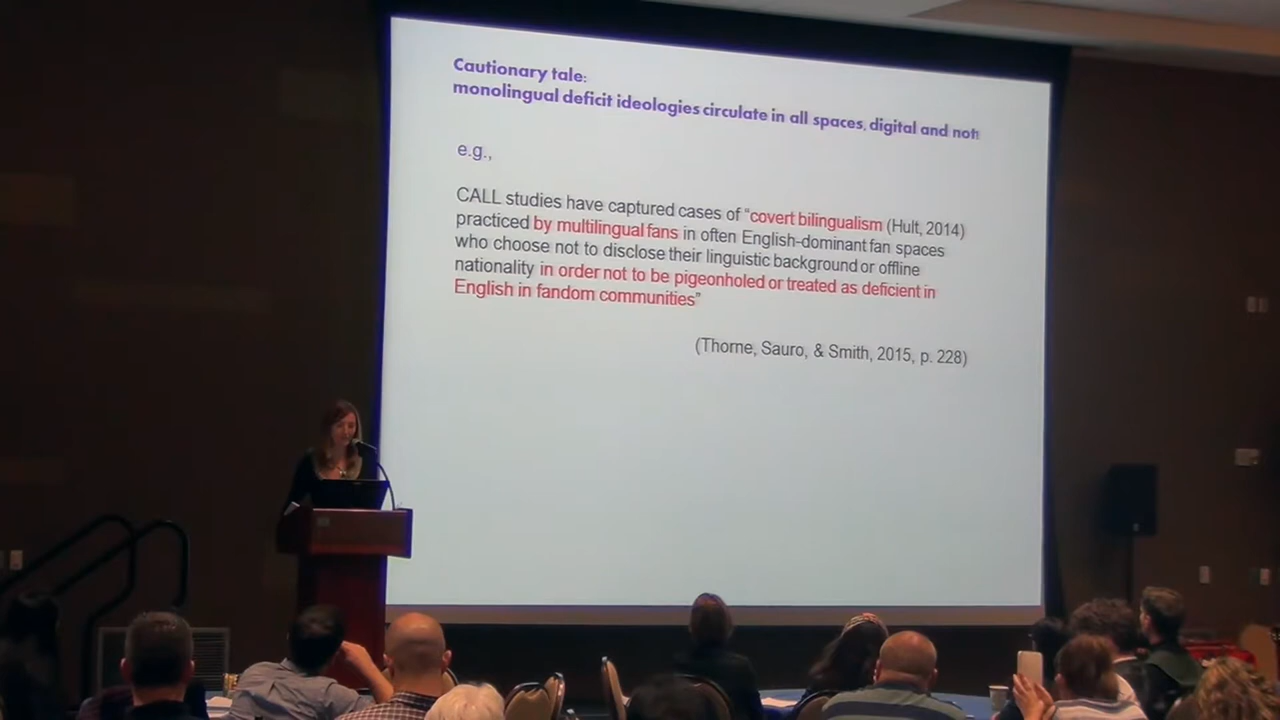 Cautionary tale:
monolingual deficit ideologies circulate in all spaces, digital and not
e.g.,
CALL studies have captured cases of “covert bilingualism (Hult, 2014)
practiced by multilingual fans in often English-dominant fan spaces
who choose not to disclose their linguistic background or offline
nationality in order not to be pigeonholed or treated as deficient in
English in fandom communities”
(Thorne, Sauro, & Smith, 2015, p. 228)